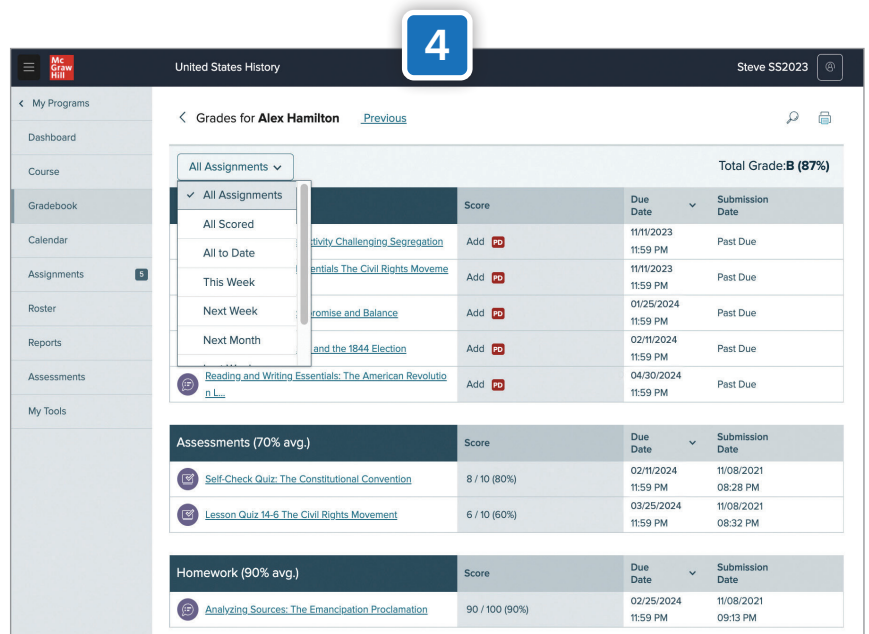 4
Mc
Graw
Hill
United States History
Steve SS2023
My Programs
Dashboard
Course
Gradebook
Calendar
Assignments 5
Roster
Reports
Assessments
My Tools
Grades for Alex Hamilton Previous
All Assignments
Total Grade:B (87%)
All Assignments
All Scored
All to Date
This Week
Next Week
Next Month
Score
Due
Date
Submission
Date
Challenging Segregation
Add PD
11/11/2023
11:59 PM
Past Due
The Civil Rights Moveme
Add PD
11/11/2023
11:59 PM
Past Due
and Balance
Add PD
01/25/2024
11:59 PM
Past Due
and the 1844 Election
Add PD
02/11/2024
11:59 PM
Past Due
Reading and Writing Essentials: The American Revolutio
n L...
Add PD
04/30/2024
11:59 PM
Past Due
Assessments (70% avg.)
Score
Due
Date
Submission
Date
Self-Check Quiz: The Constitutional Convention
8 / 10 (80%)
02/11/2024
11:59 PM
11/08/2021
08:28 PM
Lesson Quiz 14-6 The Civil Rights Movement
6 / 10 (60%)
03/25/2024
11:59 PM
11/08/2021
08:32 PM
Homework (90% avg.)
Score
Due
Date
Submission
Date
Analyzing Sources: The Emancipation Proclamation
90 / 100 (90%)
02/25/2024
11:59 PM
11/08/2021
09:13 PM